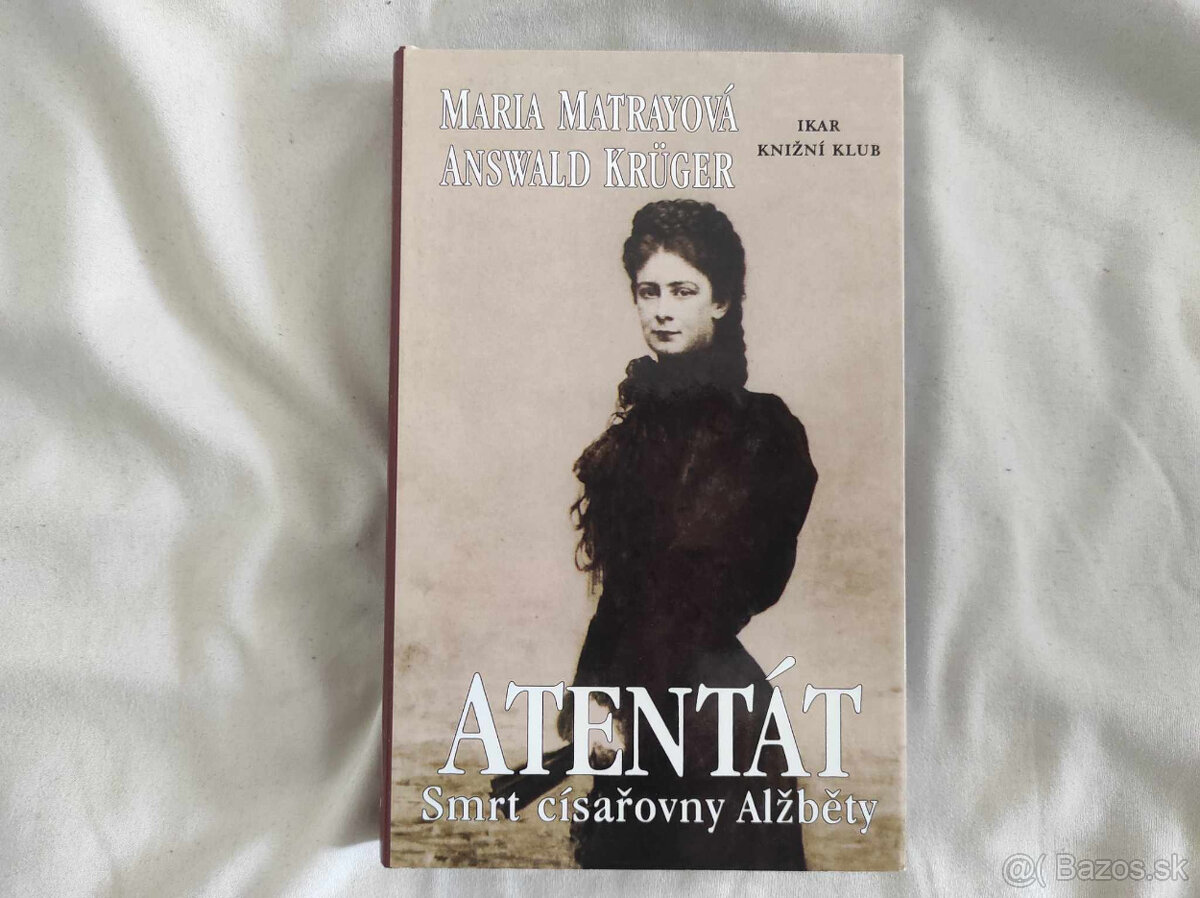 MARIA MATRAYOVÁ
ANSWALD KRÜGER
IKAR
KNIŽNÍ KLUB
ATENTÁT
Smrt císařovny Alžběty
@( Bazos.sk